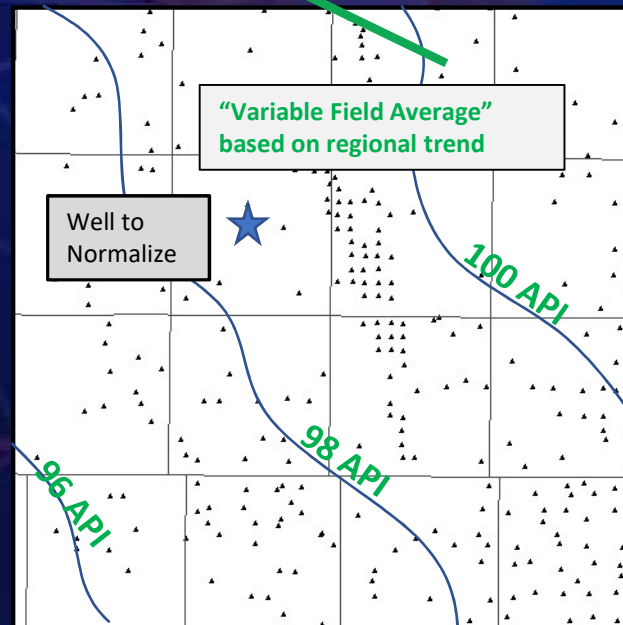 “Variable Field Average”
based on regional trend
Well to
Normalize
100 API
98 API
96 API